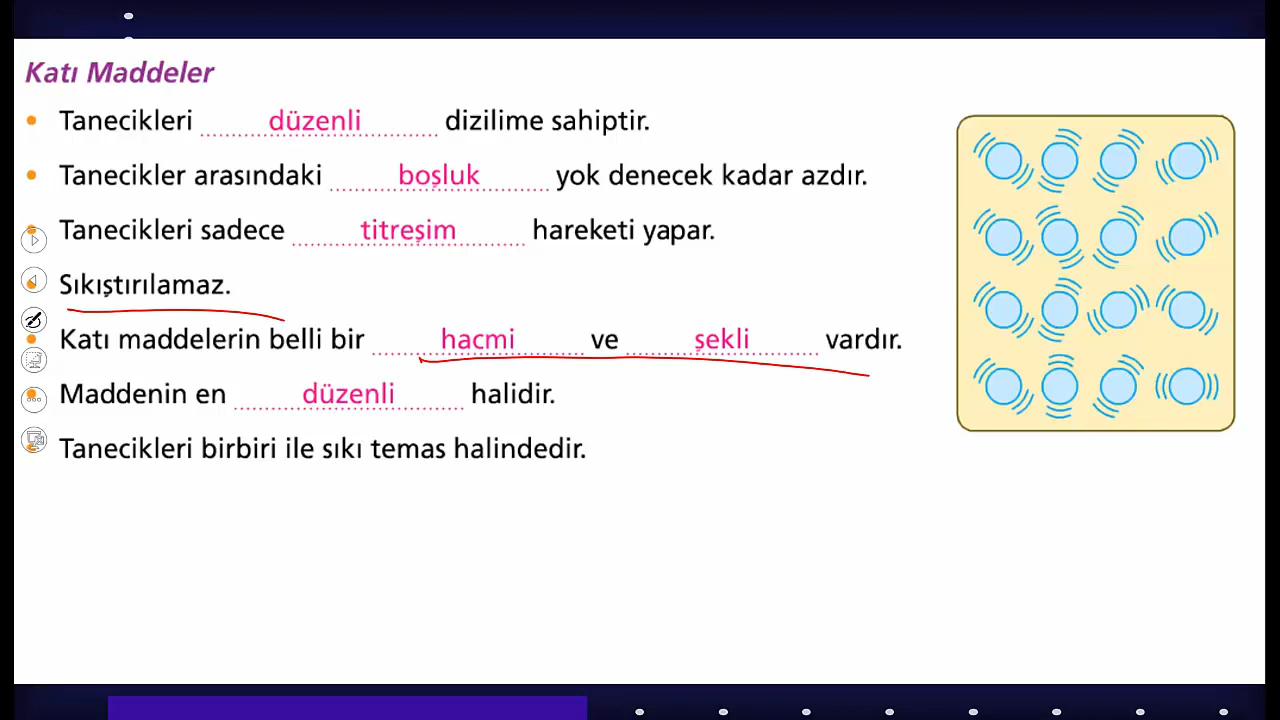 Katı Maddeler
• Tanecikleri düzenli dizilime sahiptir.
• Tanecikler arasındaki boşluk yok denecek kadar azdır.
Tanecikleri sadece titreşim hareketi yapar.
Sıkıştırılamaz.
• Katı maddelerin belli bir hacmi ve şekli vardır.
Maddenin en düzenli halidir.
Tanecikleri birbiri ile sıkı temas halindedir.